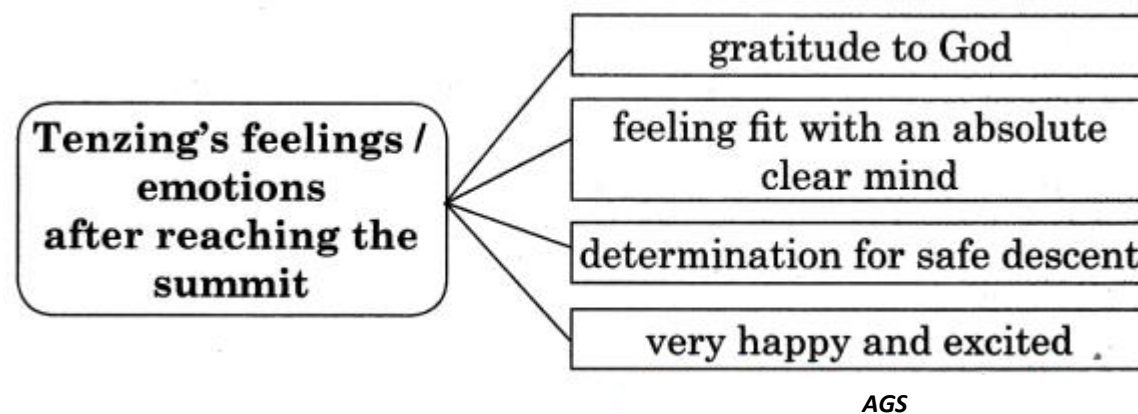 Tenzing's feelings /
emotions
after reaching the
summit
gratitude to God
feeling fit with an absolute
clear mind
determination for safe descent
very happy and excited
AGS